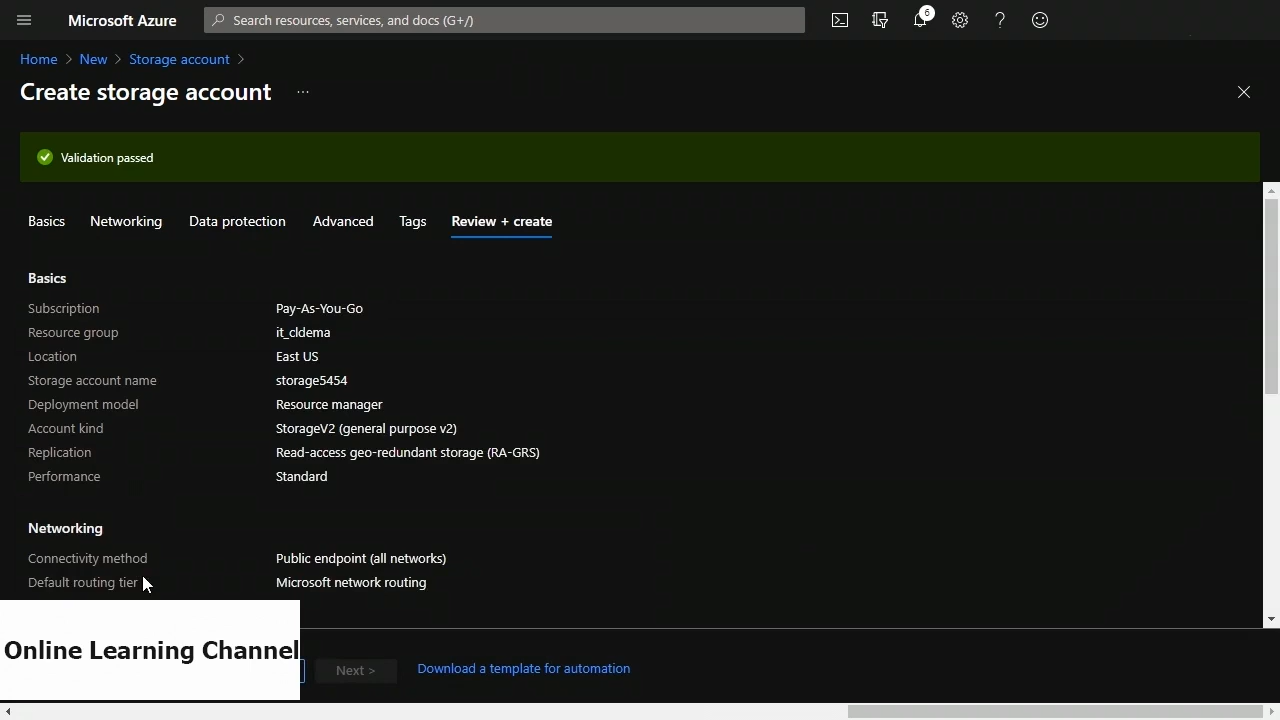 Microsoft Azure
Search resources, services, and docs (G+/)
6
Home > New > Storage account >
Create storage account ...
Validation passed
Basics Networking Data protection Advanced Tags Review + create
Basics
Subscription Pay-As-You-Go
Resource group it_cldema
Location East US
Storage account name storage5454
Deployment model Resource manager
Account kind StorageV2 (general purpose v2)
Replication Read-access geo-redundant storage (RA-GRS)
Performance Standard
Networking
Connectivity method Public endpoint (all networks)
Default routing tier Microsoft network routing
Online Learning Channel
Next > Download a template for automation